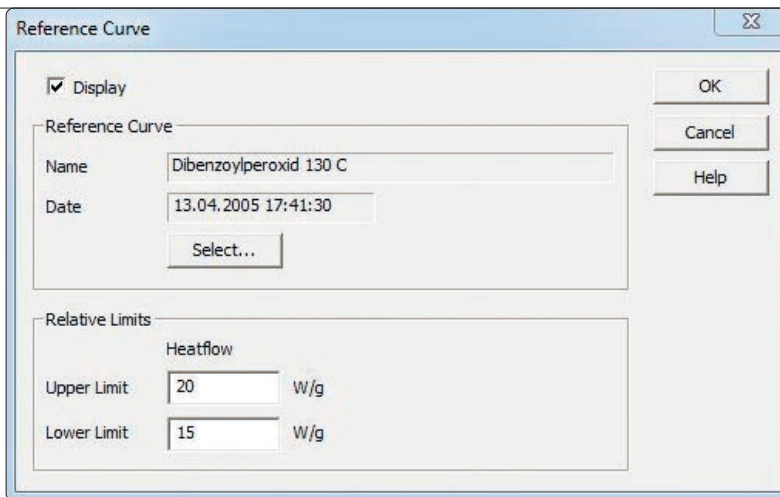 Reference Curve
Display
OK
Reference Curve
Cancel
Name Dibenzoylperoxid 130 C
Help
Date 13.04.2005 17:41:30
Select...
Relative Limits
Heatflow
Upper Limit 20 W/g
Lower Limit 15 W/g